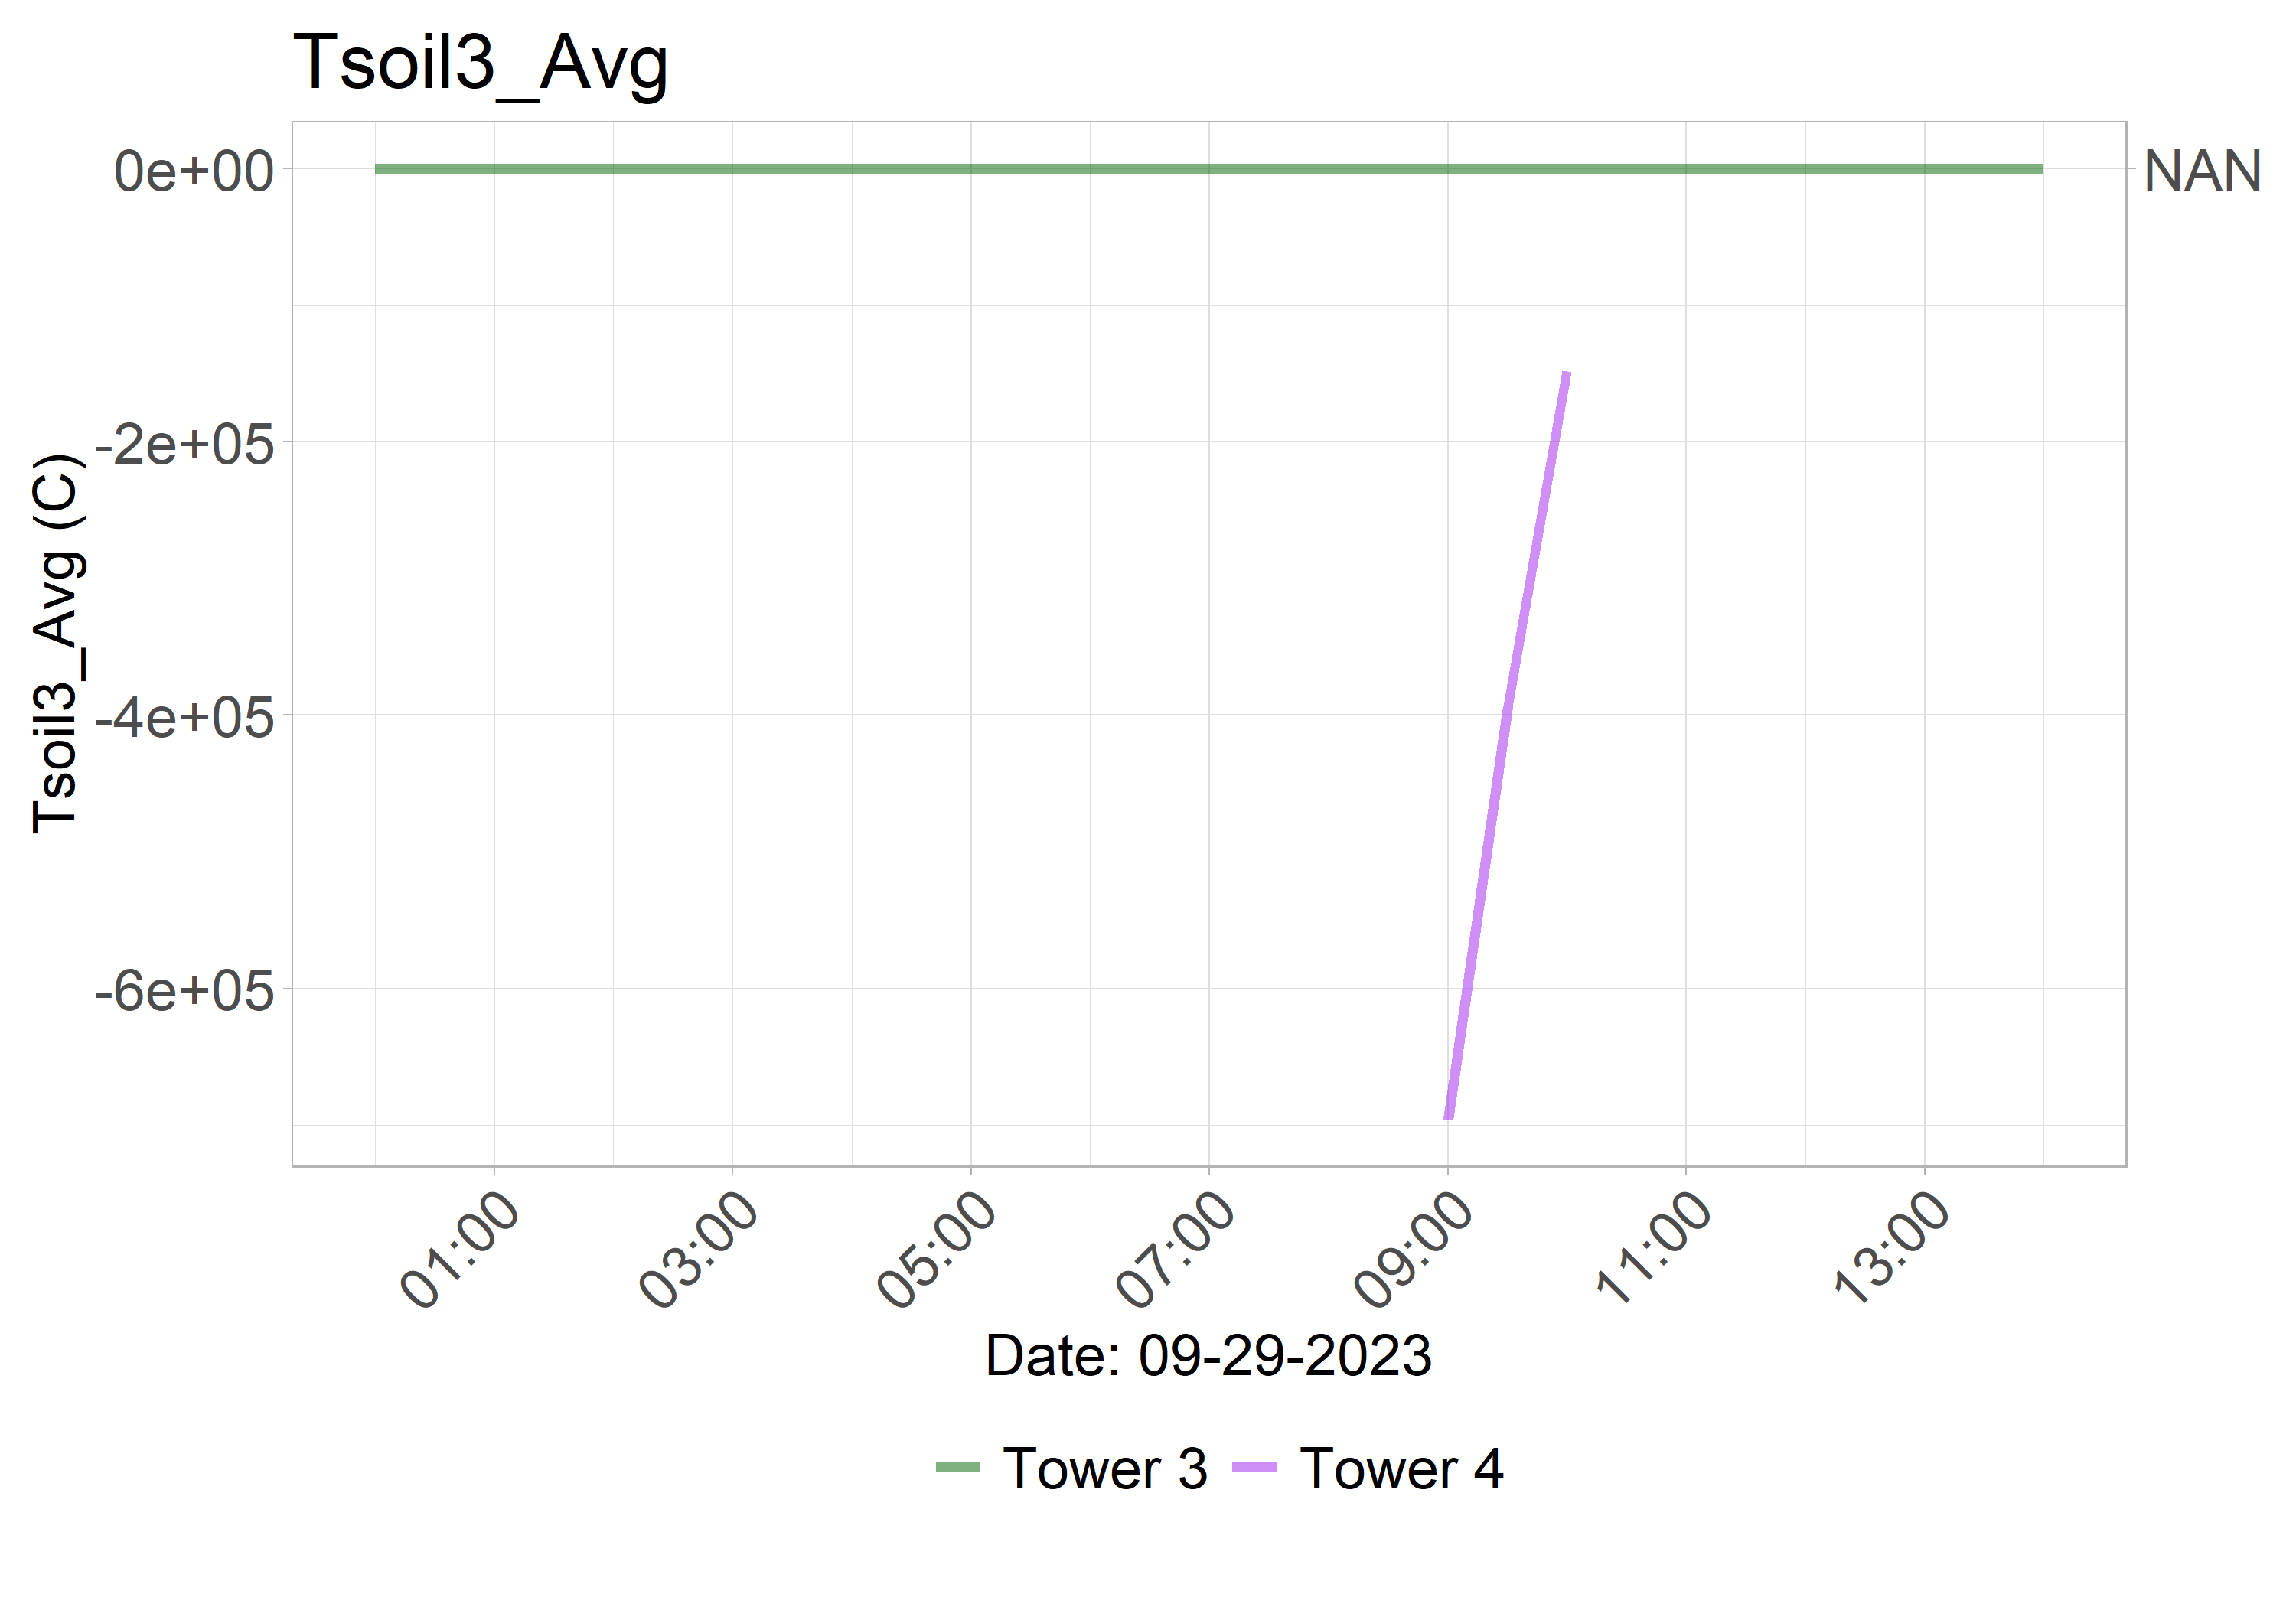 Tsoil3_Avg
0e+00
NAN
-2e+05
-4e+05
-6e+05
Tsoil3_Avg (C)
01:00
03:00
05:00
07:00
09:00
11:00
13:00
Date: 09-29-2023
Tower 3
Tower 4